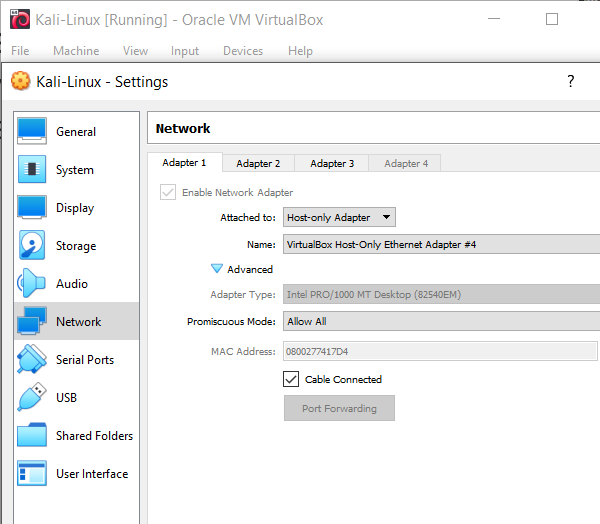 Kali-Linux [Running] - Oracle VM VirtualBox
File Machine View Input Devices Help
Kali-Linux - Settings ?
General
System
Display
Storage
Audio
Network
Serial Ports
USB
Shared Folders
User Interface
Network
Adapter 1 Adapter 2 Adapter 3 Adapter 4
Enable Network Adapter
Attached to: Host-only Adapter
Name: VirtualBox Host-Only Ethernet Adapter #4
Advanced
Adapter Type: Intel PRO/1000 MT Desktop (82540EM)
Promiscuous Mode: Allow All
MAC Address: 0800277417D4
Cable Connected
Port Forwarding